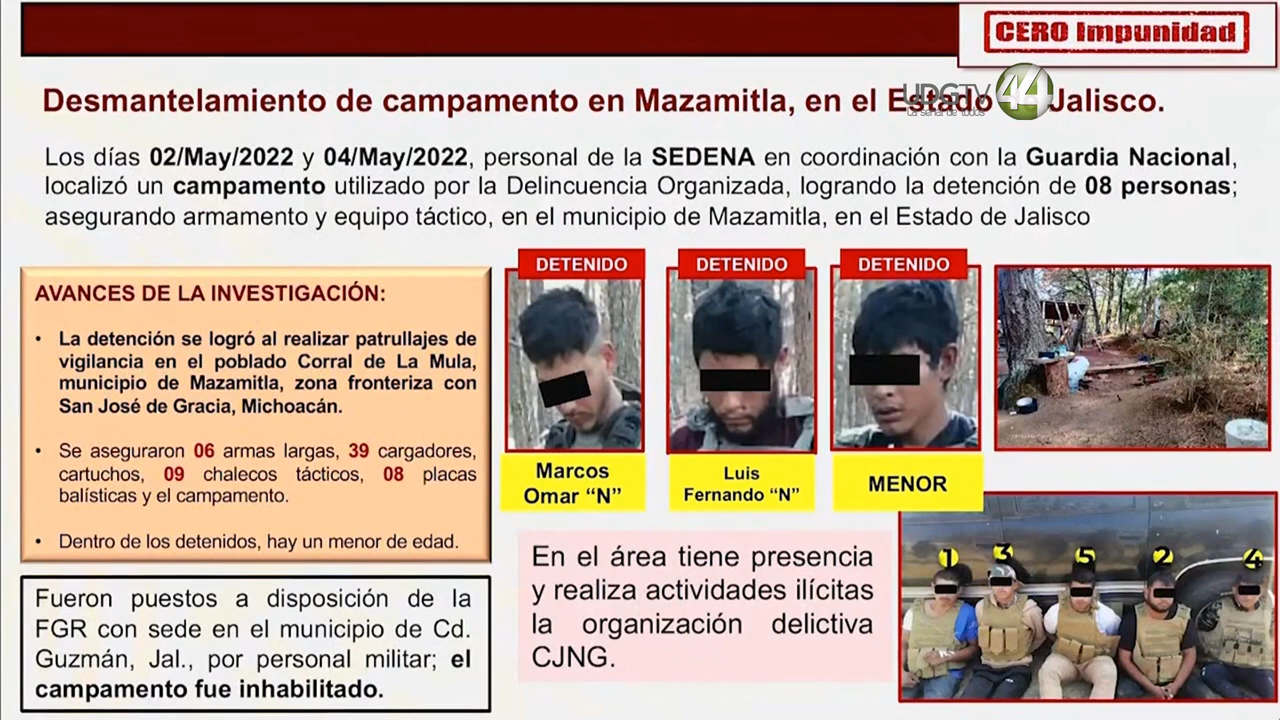 CERO Impunidad
UDGTV 44
La señal de todos
Desmantelamiento de campamento en Mazamitla, en el Estado Jalisco.
Los días 02/May/2022 y 04/May/2022, personal de la SEDENA en coordinación con la Guardia Nacional,
localizó un campamento utilizado por la Delincuencia Organizada, logrando la detención de 08 personas;
asegurando armamento y equipo táctico, en el municipio de Mazamitla, en el Estado de Jalisco
AVANCES DE LA INVESTIGACIÓN:
• La detención se logró al realizar patrullajes de
vigilancia en el poblado Corral de La Mula,
municipio de Mazamitla, zona fronteriza con
San José de Gracia, Michoacán.
• Se aseguraron 06 armas largas, 39 cargadores,
cartuchos, 09 chalecos tácticos, 08 placas
balísticas y el campamento.
• Dentro de los detenidos, hay un menor de edad.
Fueron puestos a disposición de la
FGR con sede en el municipio de Cd.
Guzmán, Jal., por personal militar; el
campamento fue inhabilitado.
DETENIDO
Marcos
Omar “N”
DETENIDO
Luis
Fernando “N”
DETENIDO
MENOR
En el área tiene presencia
y realiza actividades ilícitas
la organización delictiva
CJNG.
1 3 5 2 4